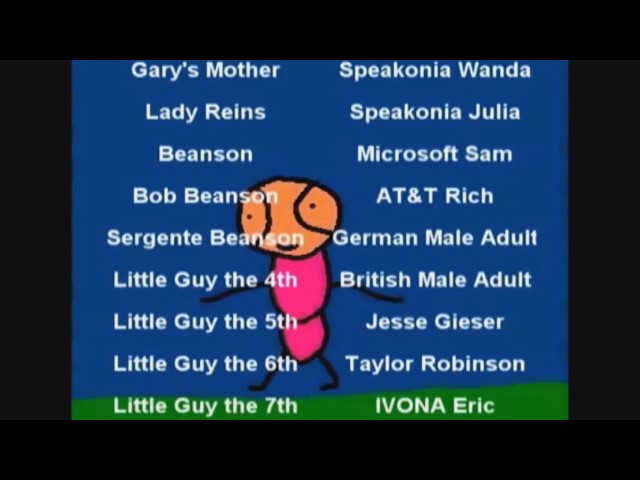 Gary's Mother Speakonia Wanda
Lady Reins Speakonia Julia
Beanson Microsoft Sam
Bob Beanson AT&T Rich
Sergente Beanson German Male Adult
Little Guy the 4th British Male Adult
Little Guy the 5th Jesse Gieser
Little Guy the 6th Taylor Robinson
Little Guy the 7th IVONA Eric